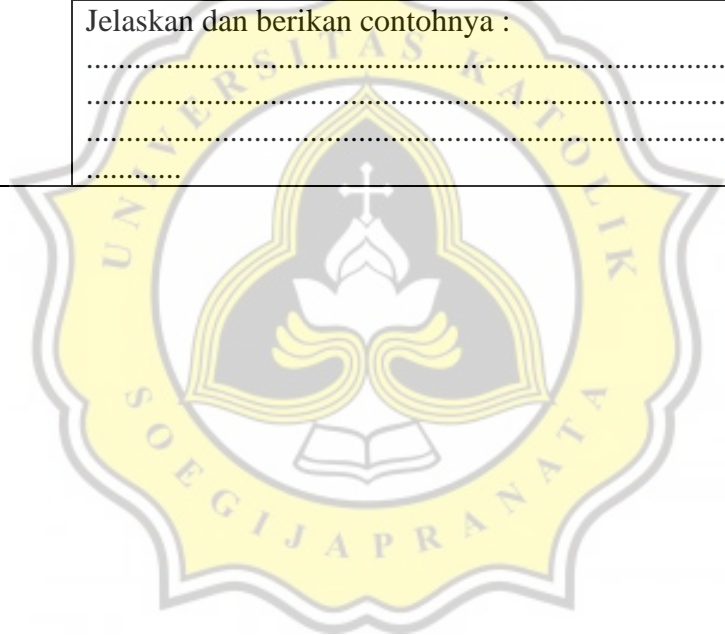 Jelaskan dan berikan contohnya :
................................................................................
................................................................................
................................................................................
............
UNIVERSITAS KATOLIK
SOEGIJAPRANATA